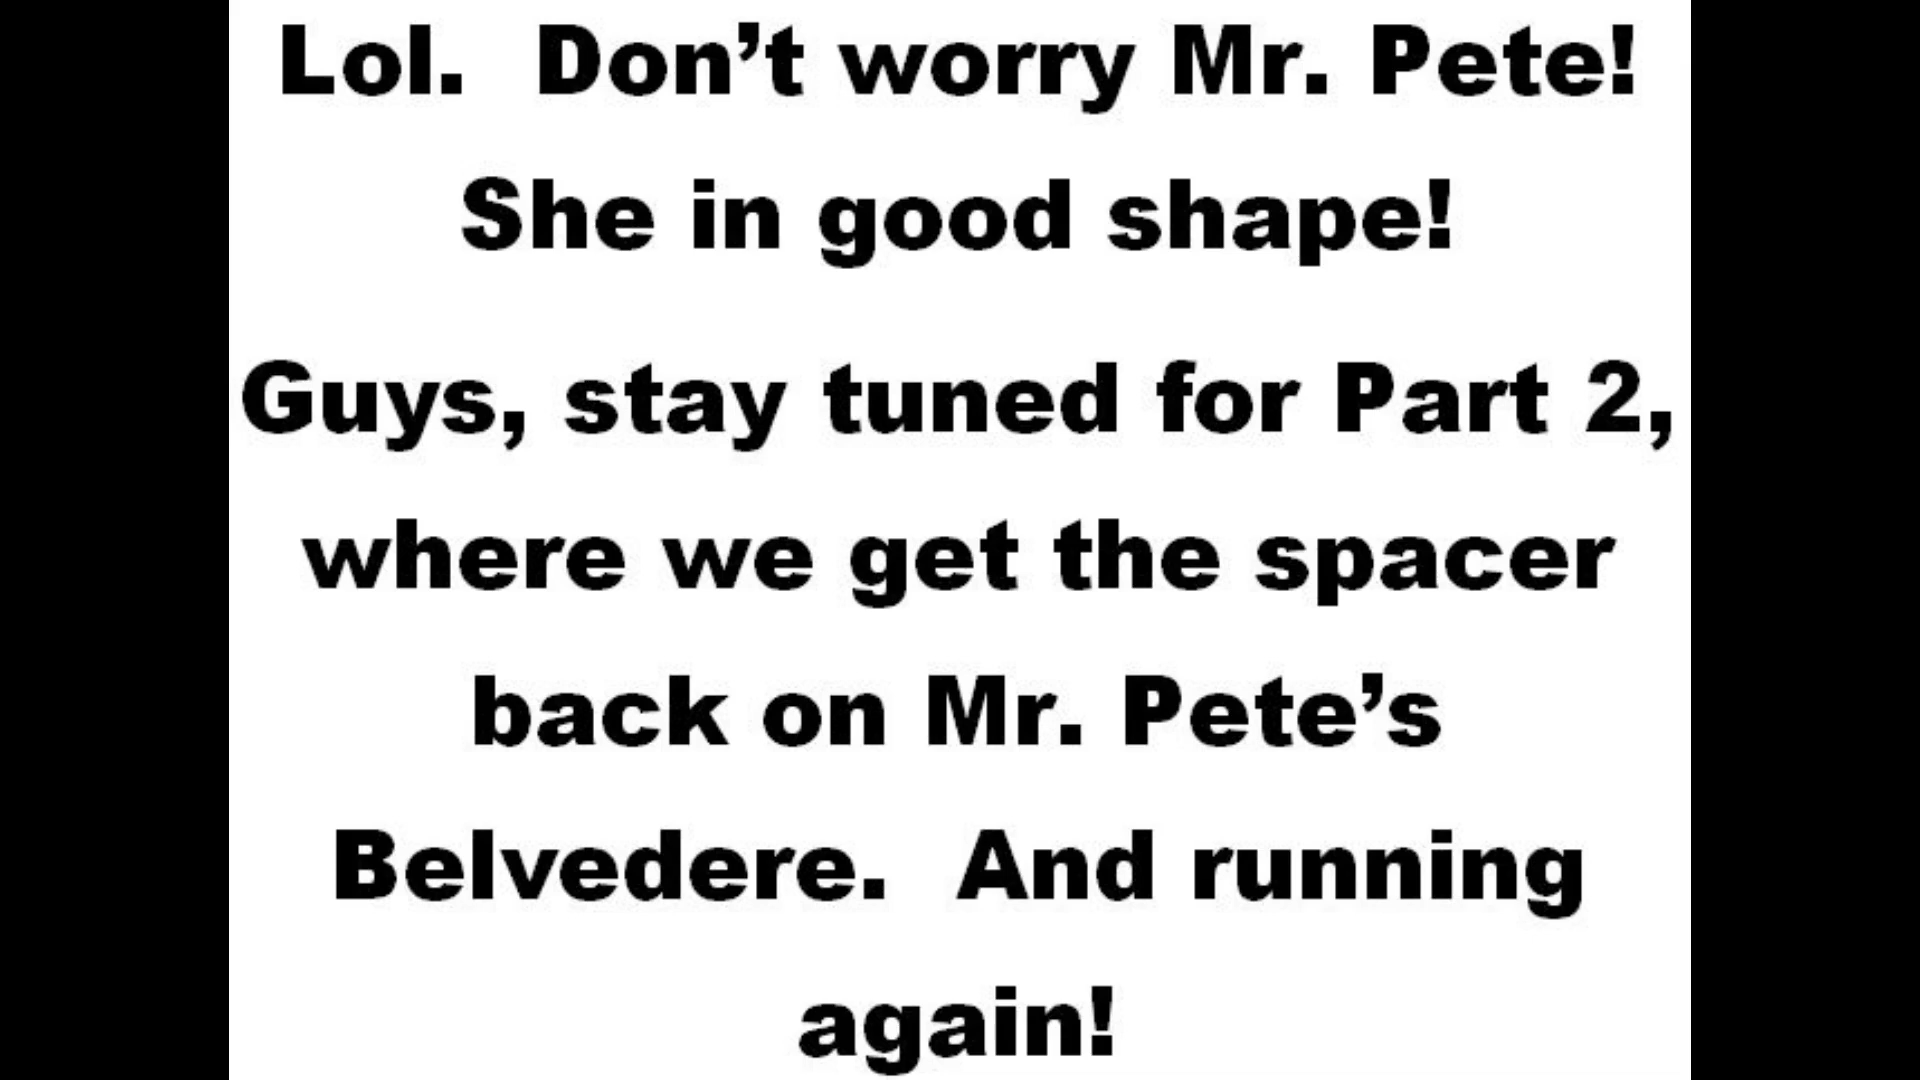 Lol.  Don’t worry Mr. Pete!
She in good shape!
Guys, stay tuned for Part 2,
where we get the spacer
back on Mr. Pete’s
Belvedere.  And running
again!